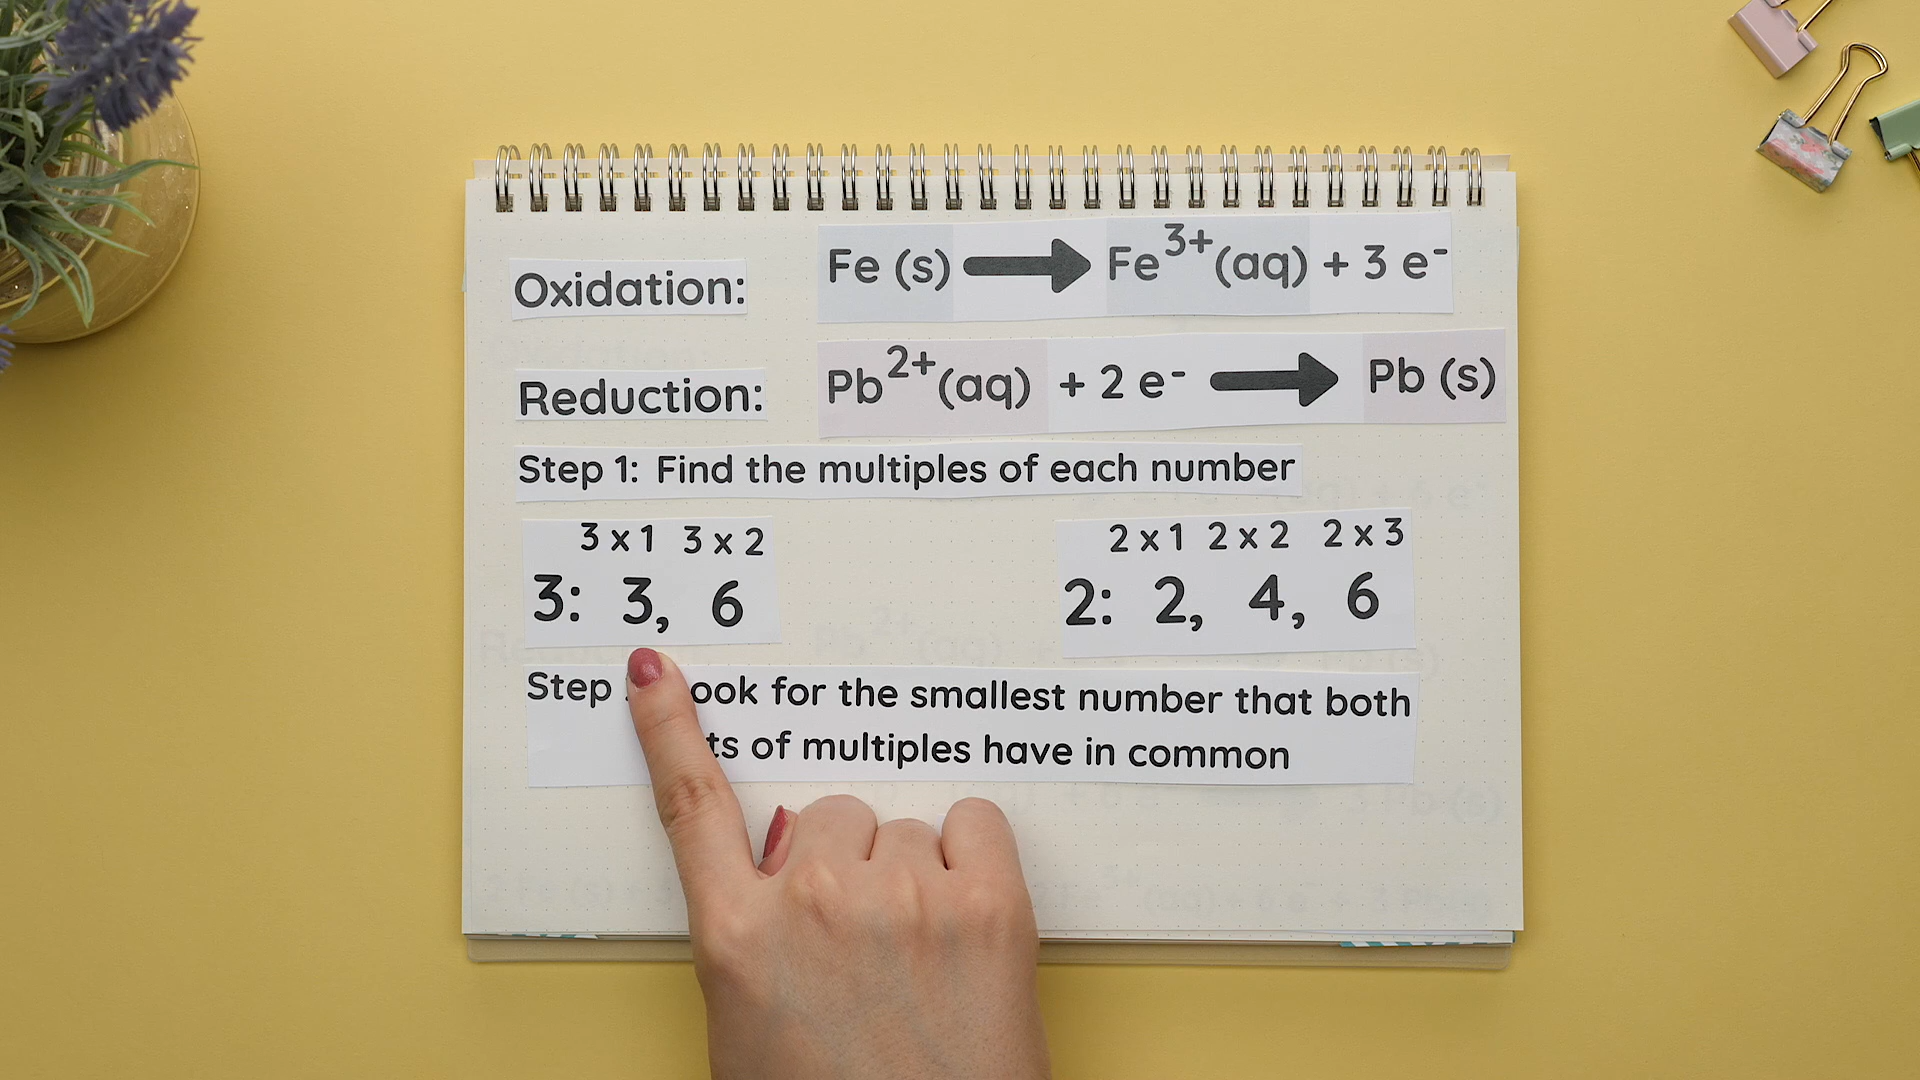 Oxidation: Fe (s) → Fe³⁺(aq) + 3 e⁻
Reduction: Pb²⁺(aq) + 2 e⁻ → Pb (s)
Step 1: Find the multiples of each number
3 x 1 3 x 2 2 x 1 2 x 2 2 x 3
3: 3, 6 2: 2, 4, 6
Step ook for the smallest number that both
ts of multiples have in common